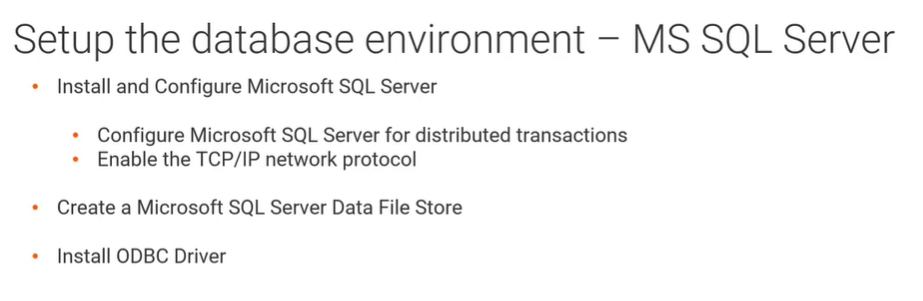 Setup the database environment – MS SQL Server
• Install and Configure Microsoft SQL Server
• Configure Microsoft SQL Server for distributed transactions
• Enable the TCP/IP network protocol
• Create a Microsoft SQL Server Data File Store
• Install ODBC Driver